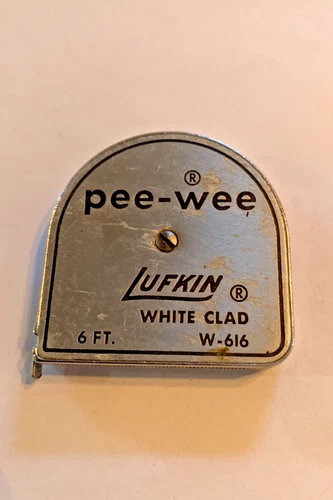 ®
pee-wee
LUFKIN ®
WHITE CLAD
6 FT. W-616